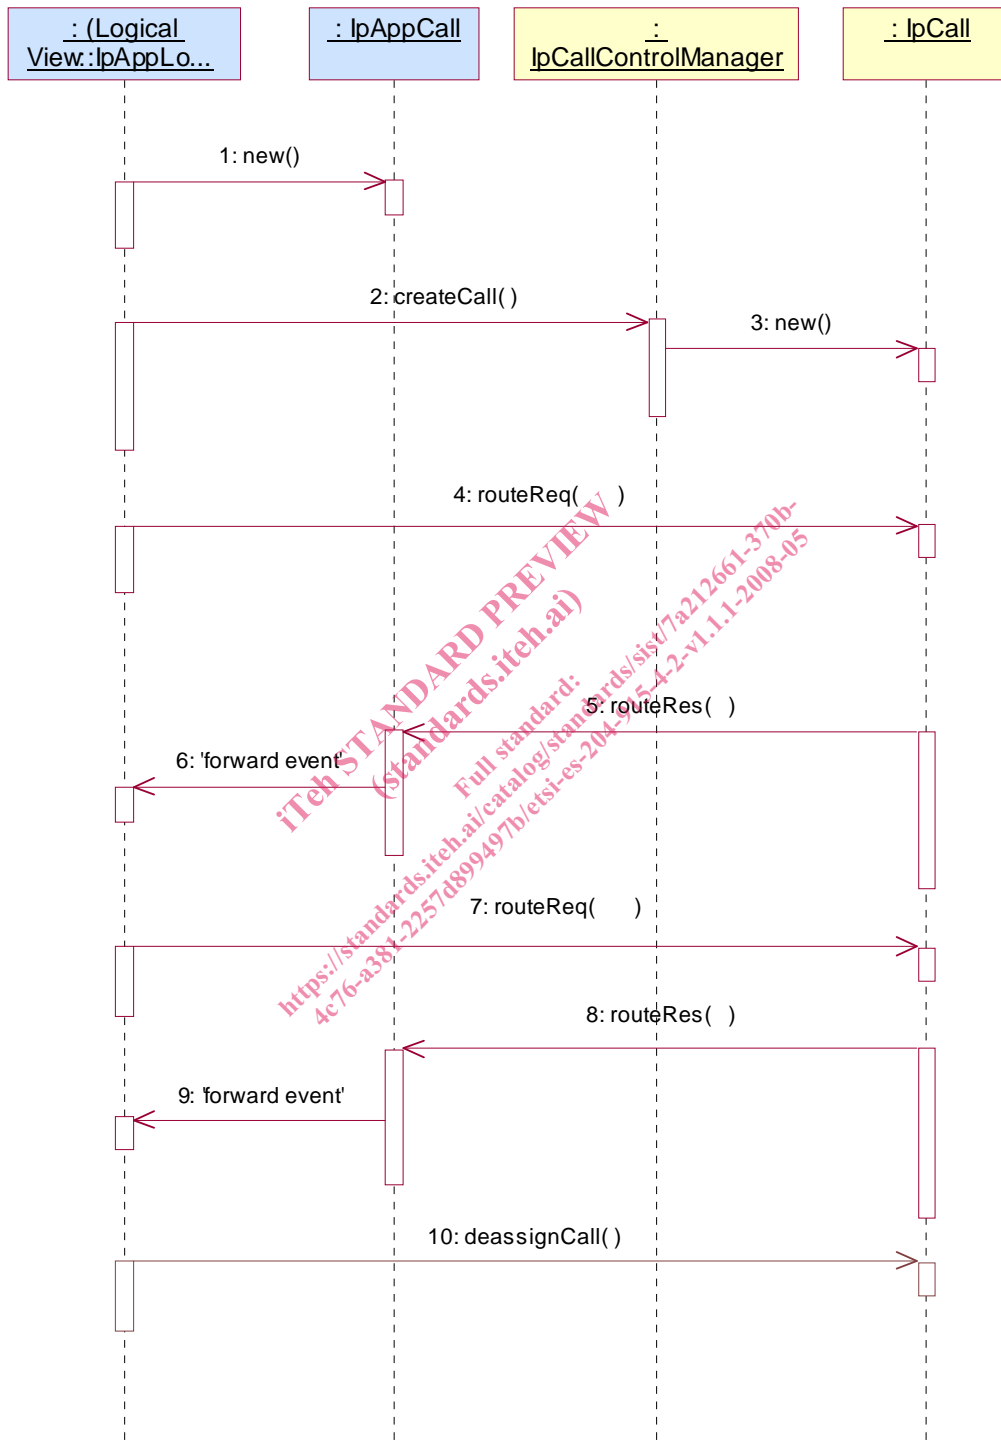 : (Logical
View::IpAppLo...
: IpAppCall
:
IpCallControlManager
: IpCall
1: new()
2: createCall( )
3: new()
4: routeReq( )
5: routeRes( )
6: 'forward event'
7: routeReq( )
8: routeRes( )
9: 'forward event'
10: deassignCall( )
iTeh STANDARD PREVIEW
(standards.iteh.ai)
Full standard:
https://standards.iteh.ai/catalog/standards/sist/7a212661-370b-
4c76-a381-2257d899497b/etsi-es-204-915-4-2-v1.1.1-2008-05